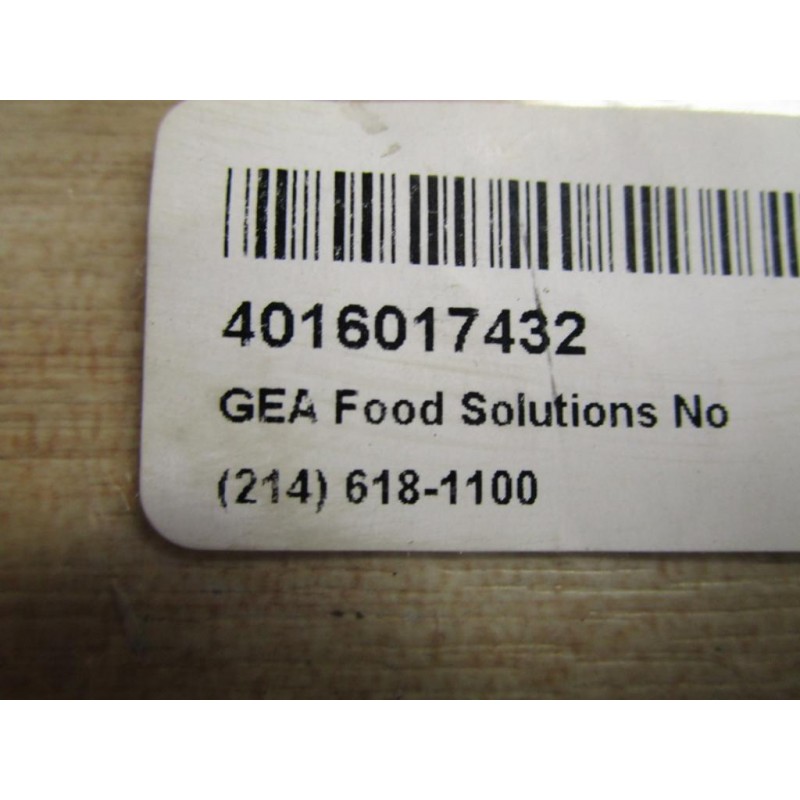 4016017432
GEA Food Solutions No
(214) 618-1100